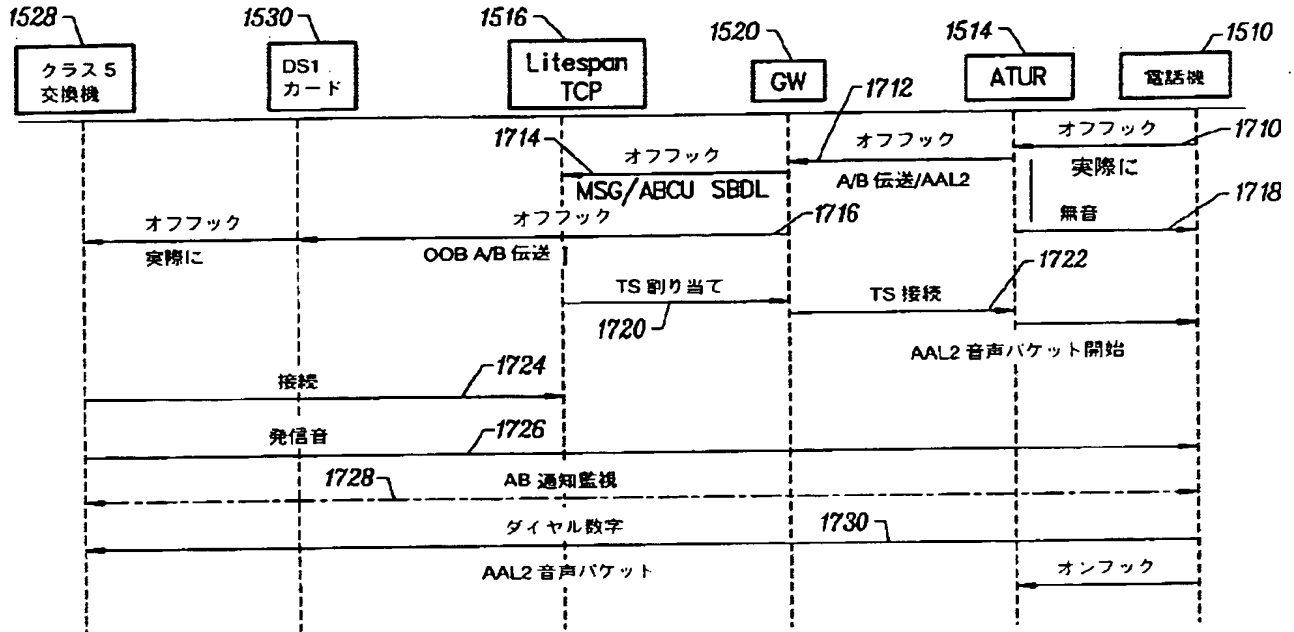 1528
1530
1516
1520
1514
1510
クラス 5
交換機
DS1
カード
Litespan
TCP
GW
ATUR
電話機
1712
オフフック
1710
1714
オフフック
オフフック
実際に
MSG/ABCU SBDL
A/B 伝送/AAL2
オフフック
オフフック
1716
無音
1718
実際に
OOB A/B 伝送
1722
TS 割り当て
TS 接続
1720
AAL2 音声パケット開始
接続
1724
発信音
1726
1728
AB 通知監視
ダイヤル数字
1730
AAL2 音声パケット
オンフック